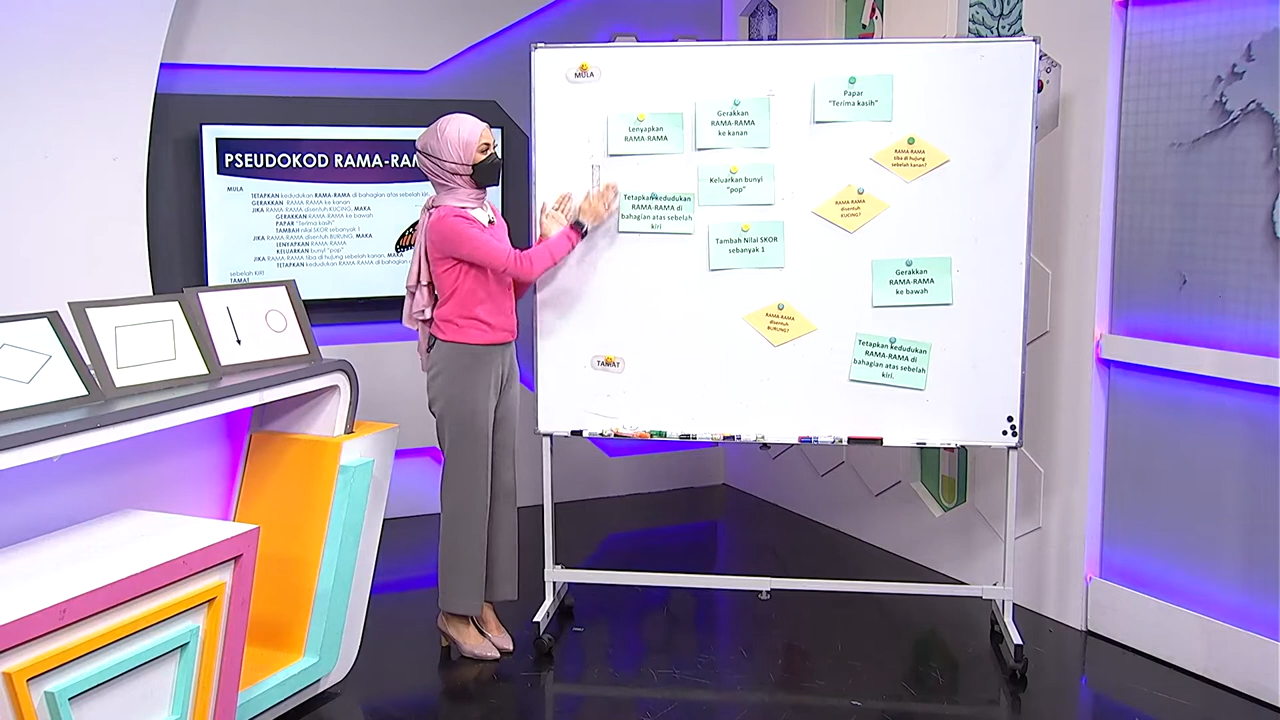 PSEUDOKOD RAMA-RAM
MULA
TETAPKAN kedudukan RAMA-RAMA di bahagian atas sebelah kiri
GERAKKAN RAMA-RAMA ke kanan
JIKA RAMA-RAMA disentuh KUCING, MAKA
GERAKKAN RAMA-RAMA ke bawah
PAPAR "Terima kasih"
TAMBAH nilai SKOR sebanyak 1
JIKA RAMA-RAMA disentuh BURUNG, MAKA
LENYAPKAN RAMA-RAMA
KELUARKAN bunyi "pop"
JIKA RAMA-RAMA tiba di hujung sebelah kanan, MAKA
TETAPKAN kedudukan RAMA-RAMA di bahagian
sebelah KIRI
TAMAT
MULA
Lenyapkan
RAMA-RAMA
Gerakkan
RAMA-RAMA
ke kanan
Papar
"Terima kasih"
RAMA-RAMA
tiba di hujung
sebelah kanan?
Keluarkan bunyi
"pop"
Tetapkan kedudukan
RAMA-RAMA di
bahagian atas sebelah
kiri
RAMA-RAMA
disentuh
KUCING?
Tambah Nilai SKOR
sebanyak 1
Gerakkan
RAMA-RAMA
ke bawah
RAMA-RAMA
disentuh
BURUNG?
Tetapkan kedudukan
RAMA-RAMA di
bahagian atas sebelah
kiri.
TAMAT